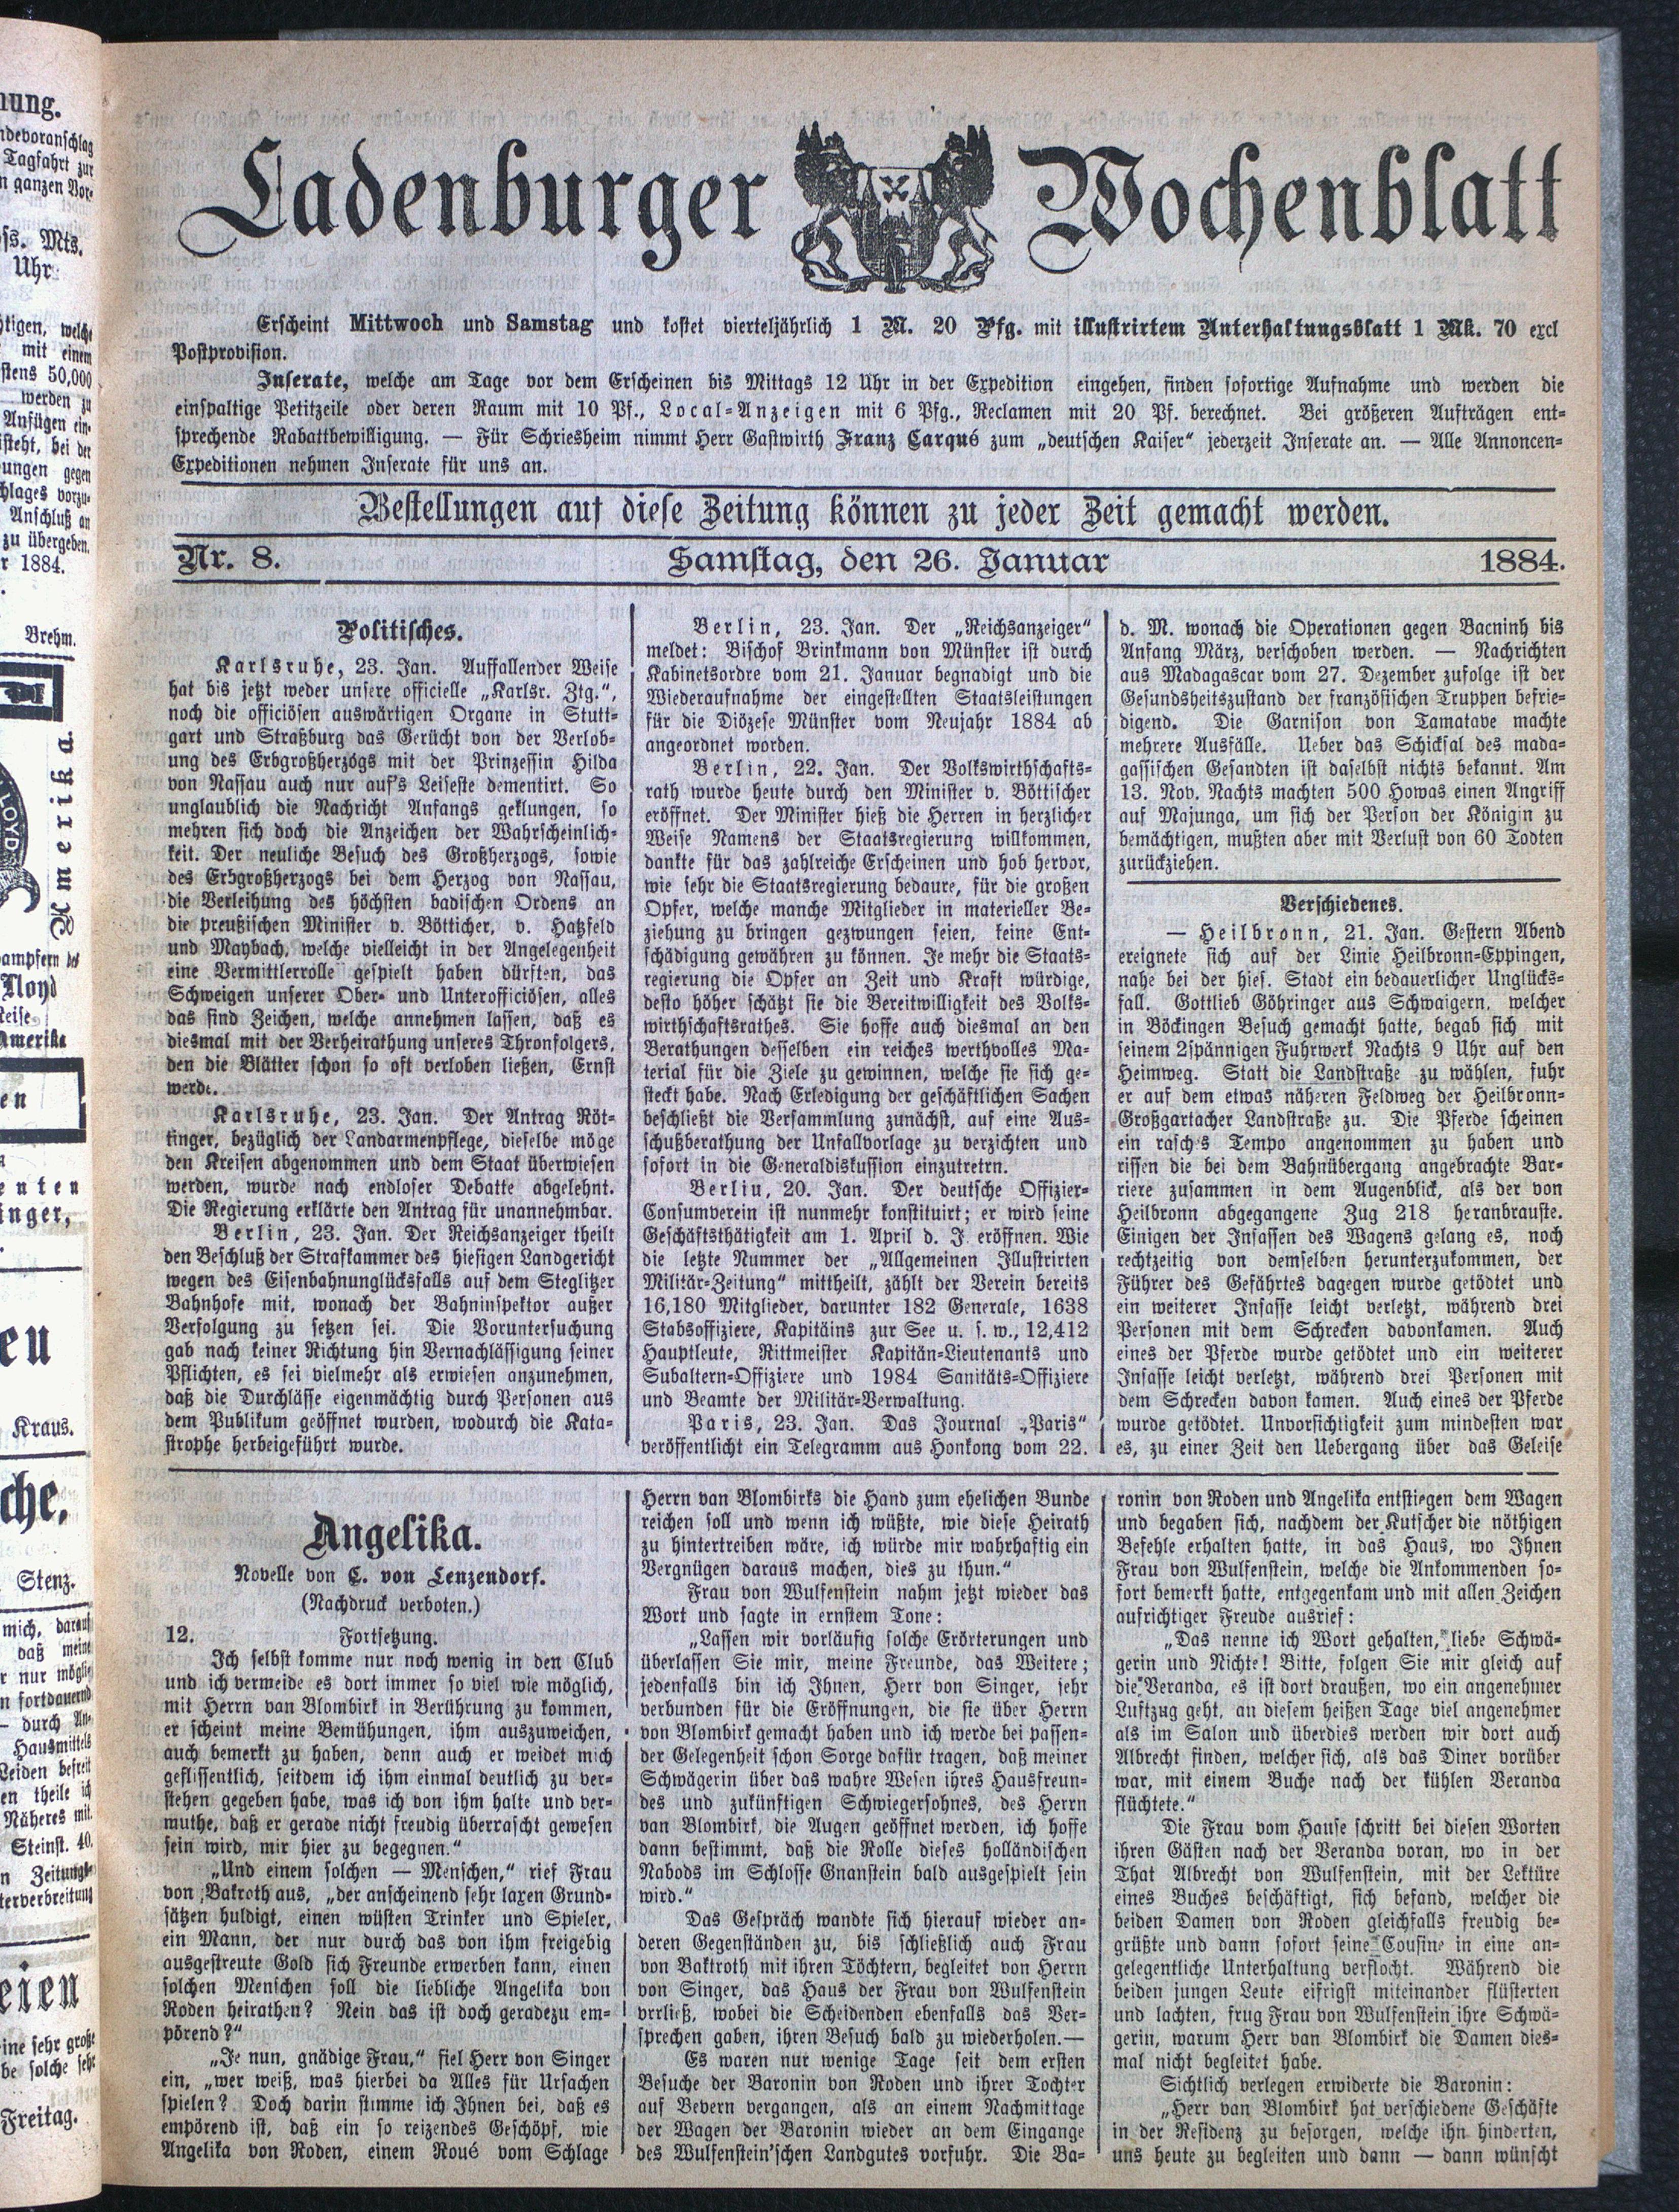 Ladenburger Wochenblatt
Erscheint Mittwoch und Samstag und kostet vierteljährlich 1 M. 20 Pfg. mit illustrirtem Unterhaltungsblatt 1 Mk. 70 excl
Postprovision.
Inserate, welche am Tage vor dem Erscheinen bis Mittags 12 Uhr in der Expedition eingehen, finden sofortige Aufnahme und werden die
einspaltige Petitzeile oder deren Raum mit 10 Pf., Local-Anzeigen mit 6 Pfg., Reclamen mit 20 Pf. berechnet. Bei größeren Aufträgen ent-
sprechende Rabattbewilligung. — Für Schriesheim nimmt Herr Gastwirth Franz Carqué zum „deutschen Kaiser“ jederzeit Inserate an. — Alle Annoncen-
Expeditionen nehmen Inserate für uns an.
Bestellungen auf diese Zeitung können zu jeder Zeit gemacht werden.
Nr. 8. Samstag, den 26. Januar 1884.
Politisches.
Karlsruhe, 23. Jan. Auffallender Weise
hat bis jetzt weder unsere officielle „Karlsr. Ztg.“,
noch die officiösen auswärtigen Organe in Stutt-
gart und Straßburg das Gerücht von der Verlob-
ung des Erbgroßherzogs mit der Prinzessin Hilda
von Nassau auch nur auf's Leiseste dementirt. So
unglaublich die Nachricht Anfangs geklungen, so
mehren sich doch die Anzeichen der Wahrscheinlich-
keit. Der neuliche Besuch des Großherzogs, sowie
des Erbgroßherzogs bei dem Herzog von Nassau,
die Verleihung des höchsten badischen Ordens an
die preußischen Minister v. Bötticher, v. Hatzfeld
und Maybach, welche vielleicht in der Angelegenheit
eine Vermittlerrolle gespielt haben dürften, das
Schweigen unserer Ober- und Unterofficiösen, alles
das sind Zeichen, welche annehmen lassen, daß es
diesmal mit der Verheirathung unseres Thronfolgers,
den die Blätter schon so oft verloben ließen, Ernst
werde.
Karlsruhe, 23. Jan. Der Antrag Röt-
tinger, bezüglich der Landarmenpflege, dieselbe möge
den Kreisen abgenommen und dem Staat überwiesen
werden, wurde nach endloser Debatte abgelehnt.
Die Regierung erklärte den Antrag für unannehmbar.
Berlin, 23. Jan. Der Reichsanzeiger theilt
den Beschluß der Strafkammer des hiesigen Landgericht
wegen des Eisenbahnunglücksfalls auf dem Steglitzer
Bahnhofe mit, wonach der Bahninspektor außer
Verfolgung zu setzen sei. Die Voruntersuchung
gab nach keiner Richtung hin Vernachlässigung seiner
Pflichten, es sei vielmehr als erwiesen anzunehmen,
daß die Durchlässe eigenmächtig durch Personen aus
dem Publikum geöffnet wurden, wodurch die Kata-
strophe herbeigeführt wurde.
Berlin, 23. Jan. Der „Reichsanzeiger“
meldet: Bischof Brinkmann von Münster ist durch
Kabinetsordre vom 21. Januar begnadigt und die
Wiederaufnahme der eingestellten Staatsleistungen
für die Diözese Münster vom Neujahr 1884 ab
angeordnet worden.
Berlin, 22. Jan. Der Volkswirthschafts-
rath wurde heute durch den Minister v. Böttischer
eröffnet. Der Minister hieß die Herren in herzlicher
Weise Namens der Staatsregierung willkommen,
dankte für das zahlreiche Erscheinen und hob hervor,
wie sehr die Staatsregierung bedaure, für die großen
Opfer, welche manche Mitglieder in materieller Be-
ziehung zu bringen gezwungen seien, keine Ent-
schädigung gewähren zu können. Je mehr die Staats-
regierung die Opfer an Zeit und Kraft würdige,
desto höher schätzt sie die Bereitwilligkeit des Volks-
wirthschaftsrathes. Sie hoffe auch diesmal an den
Berathungen desselben ein reiches werthvolles Ma-
terial für die Ziele zu gewinnen, welche sie sich ge-
steckt habe. Nach Erledigung der geschäftlichen Sachen
beschließt die Versammlung zunächst, auf eine Aus-
schußberathung der Unfallvorlage zu verzichten und
sofort in die Generaldiskussion einzutretrn.
Berliu, 20. Jan. Der deutsche Offizier-
Consumverein ist nunmehr konstituirt; er wird seine
Geschäftsthätigkeit am 1. April d. J. eröffnen. Wie
die letzte Nummer der „Allgemeinen Illustrirten
Militär-Zeitung“ mittheilt, zählt der Verein bereits
16,180 Mitglieder, darunter 182 Generale, 1638
Stabsoffiziere, Kapitäins zur See u. s. w., 12,412
Hauptleute, Rittmeister Kapitän-Lieutenants und
Subaltern-Offiziere und 1984 Sanitäts-Offiziere
und Beamte der Militär-Verwaltung.
Paris, 23. Jan. Das Journal „Paris“
veröffentlicht ein Telegramm aus Honkong vom 22.
d. M. wonach die Operationen gegen Bacninh bis
Anfang März, verschoben werden. — Nachrichten
aus Madagascar vom 27. Dezember zufolge ist der
Gesundsheitszustand der französischen Truppen befrie-
digend. Die Garnison von Tamatave machte
mehrere Ausfälle. Ueber das Schicksal des mada-
gassischen Gesandten ist daselbst nichts bekannt. Am
13. Nov. Nachts machten 500 Howas einen Angriff
auf Majunga, um sich der Person der Königin zu
bemächtigen, mußten aber mit Verlust von 60 Todten
zurückziehen.
Verschiedenes.
— Heilbronn, 21. Jan. Gestern Abend
ereignete sich auf der Linie Heilbronn-Eppingen,
nahe bei der hies. Stadt ein bedauerlicher Unglücks-
fall. Gottlieb Göhringer aus Schwaigern, welcher
in Böckingen Besuch gemacht hatte, begab sich mit
seinem 2spännigen Fuhrwerk Nachts 9 Uhr auf den
Heimweg. Statt die Landstraße zu wählen, fuhr
er auf dem etwas näheren Feldweg der Heilbronn-
Großgartacher Landstraße zu. Die Pferde scheinen
ein rasch's Tempo angenommen zu haben und
rissen die bei dem Bahnübergang angebrachte Bar-
riere zusammen in dem Augenblick, als der von
Heilbronn abgegangene Zug 218 heranbrauste.
Einigen der Insassen des Wagens gelang es, noch
rechtzeitig von demselben herunterzukommen, der
Führer des Gefährtes dagegen wurde getödtet und
ein weiterer Insasse leicht verletzt, während drei
Personen mit dem Schrecken davonkamen. Auch
eines der Pferde wurde getödtet und ein weiterer
Insasse leicht verletzt, während drei Personen mit
dem Schrecken davon kamen. Auch eines der Pferde
wurde getödtet. Unvorsichtigkeit zum mindesten war
es, zu einer Zeit den Uebergang über das Geleise
Angelika.
Novelle von C. von Lenzendorf.
(Nachdruck verboten.)
12. Fortsetzung.
Ich selbst komme nur noch wenig in den Club
und ich vermeide es dort immer so viel wie möglich,
mit Herrn van Blombirk in Berührung zu kommen,
er scheint meine Bemühungen, ihm auszuweichen,
auch bemerkt zu haben, denn auch er weidet mich
geflissentlich, seitdem ich ihm einmal deutlich zu ver-
stehen gegeben habe, was ich von ihm halte und ver-
muthe, daß er gerade nicht freudig überrascht gewesen
sein wird, mir hier zu begegnen.“
„Und einem solchen — Menschen,“ rief Frau
von Bakroth aus, „der anscheinend sehr laxen Grund-
sätzen huldigt, einen wüsten Trinker und Spieler,
ein Mann, der nur durch das von ihm freigebig
ausgestreute Gold sich Freunde erwerben kann, einen
solchen Menschen soll die liebliche Angelika von
Roden heirathen? Nein das ist doch geradezu em-
pörend?“
„Je nun, gnädige Frau,“ fiel Herr von Singer
ein, „wer weiß, was hierbei da Alles für Ursachen
spielen? Doch darin stimme ich Ihnen bei, daß es
empörend ist, daß ein so reizendes Geschöpf, wie
Angelika von Roden, einem Roué vom Schlage
Herrn van Blombirks die Hand zum ehelichen Bunde
reichen soll und wenn ich wüßte, wie diese Heirath
zu hintertreiben wäre, ich würde mir wahrhaftig ein
Vergnügen daraus machen, dies zu thun.“
Frau von Wulfenstein nahm jetzt wieder das
Wort und sagte in ernstem Tone:
„Lassen wir vorläufig solche Erörterungen und
überlassen Sie mir, meine Freunde, das Weitere;
jedenfalls bin ich Ihnen, Herr von Singer, sehr
verbunden für die Eröffnungen, die sie über Herrn
von Blombirk gemacht haben und ich werde bei passen-
der Gelegenheit schon Sorge dafür tragen, daß meiner
Schwägerin über das wahre Wesen ihres Hausfreun-
des und zukünftigen Schwiegersohnes, des Herrn
van Blombirk, die Augen geöffnet werden, ich hoffe
dann bestimmt, daß die Rolle dieses holländischen
Nabods im Schlosse Gnanstein bald ausgespielt sein
wird.“
Das Gespräch wandte sich hierauf wieder an-
deren Gegenständen zu, bis schließlich auch Frau
von Baktroth mit ihren Töchtern, begleitet von Herrn
von Singer, das Haus der Frau von Wulfenstein
vrrließ, wobei die Scheidenden ebenfalls das Ver-
sprechen gaben, ihren Besuch bald zu wiederholen.—
Es waren nur wenige Tage seit dem ersten
Besuche der Baronin von Roden und ihrer Tochter
auf Bevern vergangen, als an einem Nachmittage
der Wagen der Baronin wieder an dem Eingange
des Wulfenstein'schen Landgutes vorfuhr. Die Ba-
ronin von Roden und Angelika entstiegen dem Wagen
und begaben sich, nachdem der Kutscher die nöthigen
Befehle erhalten hatte, in das Haus, wo Ihnen
Frau von Wulfenstein, welche die Ankommenden so-
fort bemerkt hatte, entgegenkam und mit allen Zeichen
aufrichtiger Freude ausrief:
„Das nenne ich Wort gehalten, liebe Schwä-
gerin und Nichte! Bitte, folgen Sie mir gleich auf
die Veranda, es ist dort draußen, wo ein angenehmer
Luftzug geht, an diesem heißen Tage viel angenehmer
als im Salon und überdies werden wir dort auch
Albrecht finden, welcher sich, als das Diner vorüber
war, mit einem Buche nach der kühlen Veranda
flüchtete.“
Die Frau vom Hause schritt bei diesen Worten
ihren Gästen nach der Veranda voran, wo in der
That Albrecht von Wulfenstein, mit der Lektüre
eines Buches beschäftigt, sich befand, welcher die
beiden Damen von Roden gleichfalls freudig be-
grüßte und dann sofort seine Cousine in eine an-
gelegentliche Unterhaltung verflocht. Während die
beiden jungen Leute eifrigst miteinander flüsterten
und lachten, frug Frau von Wulfenstein ihre Schwä-
gerin, warum Herr van Blombirk die Damen dies-
mal nicht begleitet habe.
Sichtlich verlegen erwiderte die Baronin:
„Herr van Blombirk hat verschiedene Geschäfte
in der Residenz zu besorgen, welche ihn hinderten,
uns heute zu begleiten und dann — dann wünscht